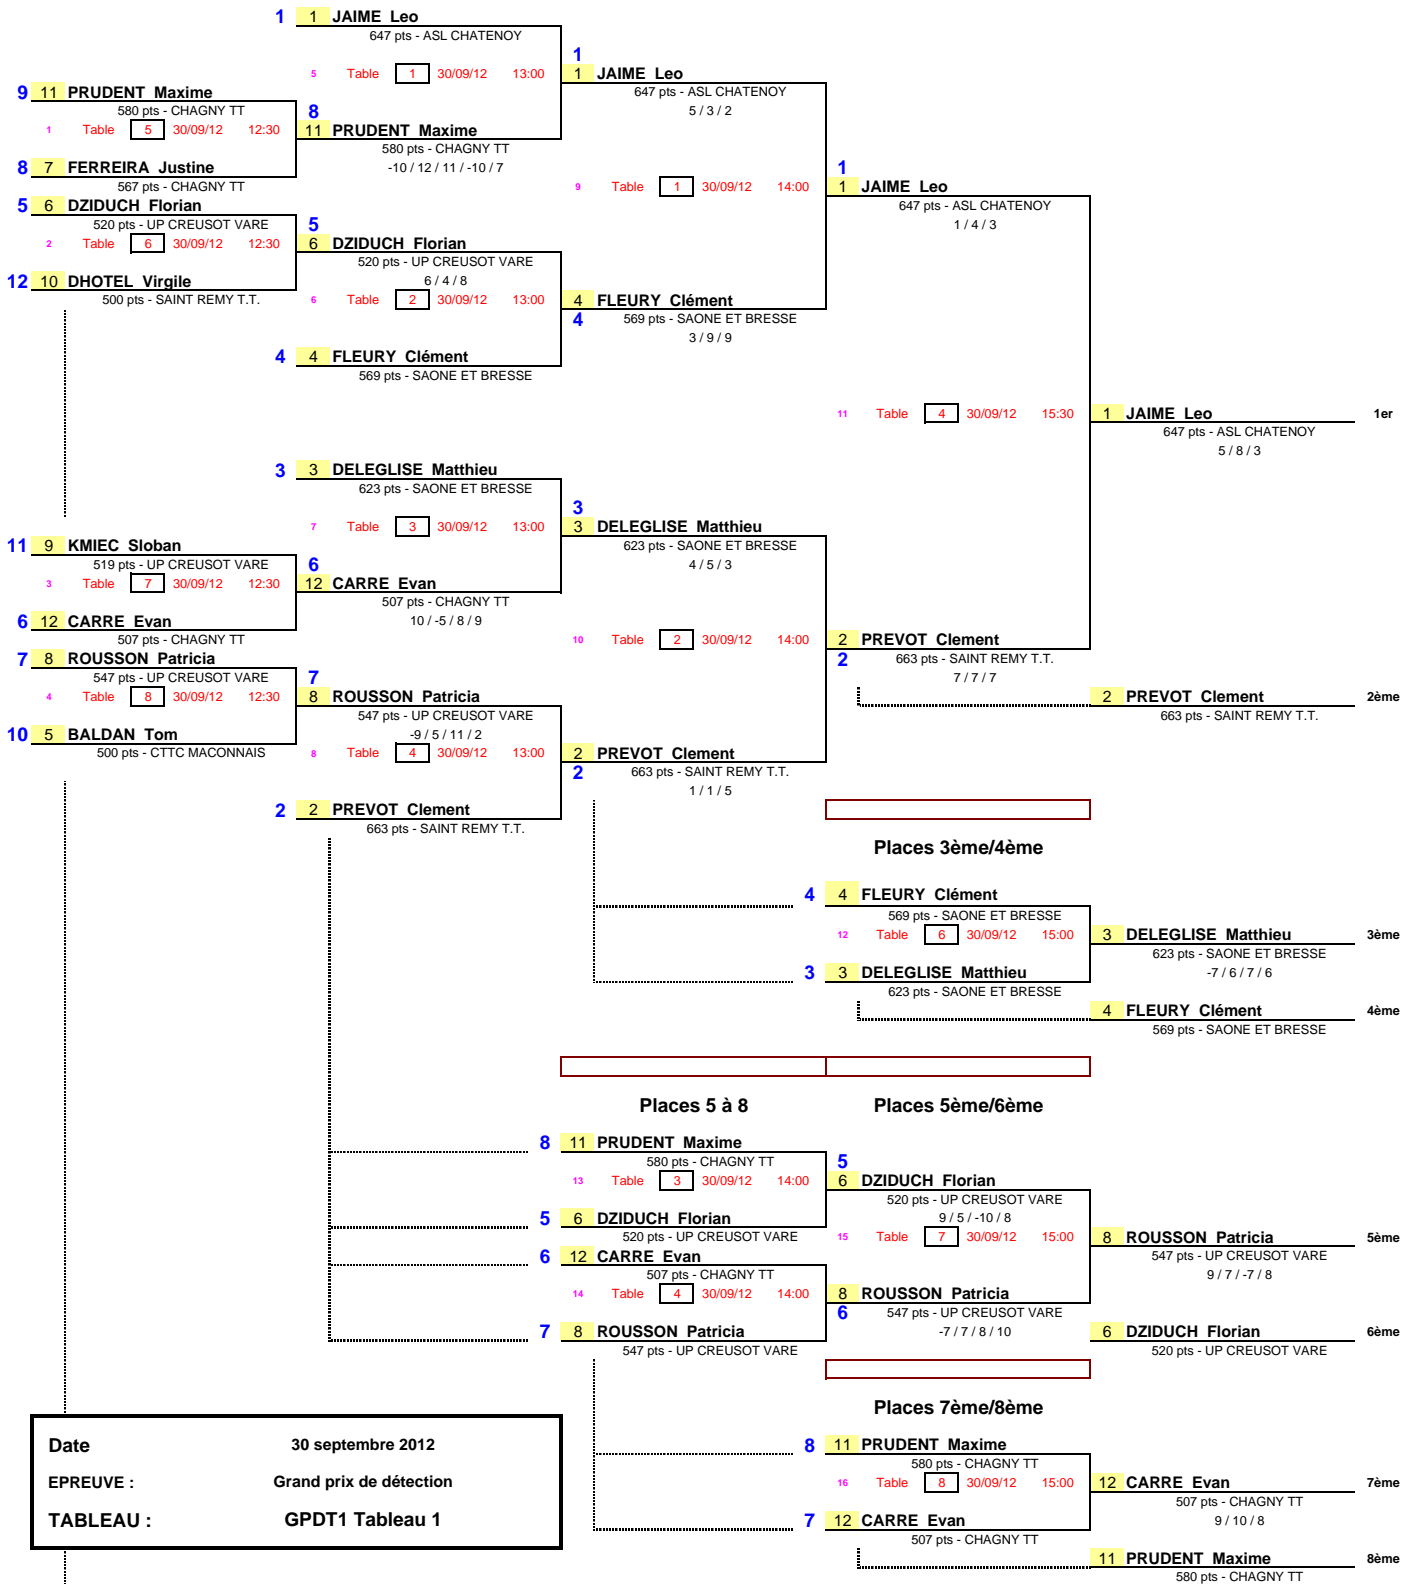 1 1 JAIME Leo
647 pts - ASL CHATENOY
1
5 Table 1 30/09/12 13:00 1 JAIME Leo
9 11 PRUDENT Maxime 647 pts - ASL CHATENOY
580 pts - CHAGNY TT 8 5 / 3 / 2
1 Table 5 30/09/12 12:30 11 PRUDENT Maxime
580 pts - CHAGNY TT
8 7 FERREIRA Justine -10 / 12 / 11 / -10 / 7 1
567 pts - CHAGNY TT 9 Table 1 30/09/12 14:00 1 JAIME Leo
5 6 DZIDUCH Florian 647 pts - ASL CHATENOY
520 pts - UP CREUSOT VARE 5 1 / 4 / 3
2 Table 6 30/09/12 12:30 6 DZIDUCH Florian
520 pts - UP CREUSOT VARE
12 10 DHOTEL Virgile 6 / 4 / 8
500 pts - SAINT REMY T.T. 6 Table 2 30/09/12 13:00 4 FLEURY Clément
4 569 pts - SAONE ET BRESSE
3 / 9 / 9
4 4 FLEURY Clément
569 pts - SAONE ET BRESSE
11 Table 4 30/09/12 15:30 1 JAIME Leo 1er
647 pts - ASL CHATENOY
5 / 8 / 3
3 3 DELEGLISE Matthieu
623 pts - SAONE ET BRESSE
3
7 Table 3 30/09/12 13:00 3 DELEGLISE Matthieu
11 9 KMIEC Sloban 623 pts - SAONE ET BRESSE
519 pts - UP CREUSOT VARE 6 4 / 5 / 3
3 Table 7 30/09/12 12:30 12 CARRE Evan
507 pts - CHAGNY TT
6 12 CARRE Evan 10 / -5 / 8 / 9
507 pts - CHAGNY TT 10 Table 2 30/09/12 14:00 2 PREVOT Clement
7 8 ROUSSON Patricia 2 663 pts - SAINT REMY T.T.
547 pts - UP CREUSOT VARE 7 7 / 7 / 7
4 Table 8 30/09/12 12:30 8 ROUSSON Patricia 2 PREVOT Clement 2ème
547 pts - UP CREUSOT VARE 663 pts - SAINT REMY T.T.
10 5 BALDAN Tom -9 / 5 / 11 / 2
500 pts - CTTC MACONNAIS 8 Table 4 30/09/12 13:00 2 PREVOT Clement
2 663 pts - SAINT REMY T.T.
1 / 1 / 5
2 2 PREVOT Clement
663 pts - SAINT REMY T.T.
Places 3ème/4ème
4 4 FLEURY Clément
569 pts - SAONE ET BRESSE
12 Table 6 30/09/12 15:00 3 DELEGLISE Matthieu 3ème
623 pts - SAONE ET BRESSE
3 3 DELEGLISE Matthieu -7 / 6 / 7 / 6
623 pts - SAONE ET BRESSE
4 FLEURY Clément 4ème
569 pts - SAONE ET BRESSE
Places 5 à 8 Places 5ème/6ème
8 11 PRUDENT Maxime
580 pts - CHAGNY TT 5
13 Table 3 30/09/12 14:00 6 DZIDUCH Florian
520 pts - UP CREUSOT VARE
5 6 DZIDUCH Florian 9 / 5 / -10 / 8
520 pts - UP CREUSOT VARE 15 Table 7 30/09/12 15:00 8 ROUSSON Patricia 5ème
6 12 CARRE Evan 547 pts - UP CREUSOT VARE
507 pts - CHAGNY TT 9 / 7 / -7 / 8
14 Table 4 30/09/12 14:00 8 ROUSSON Patricia
6 547 pts - UP CREUSOT VARE
7 8 ROUSSON Patricia -7 / 7 / 8 / 10 6 DZIDUCH Florian 6ème
547 pts - UP CREUSOT VARE 520 pts - UP CREUSOT VARE
Places 7ème/8ème
Date 30 septembre 2012 8 11 PRUDENT Maxime
580 pts - CHAGNY TT
EPREUVE : Grand prix de détection 16 Table 8 30/09/12 15:00 12 CARRE Evan 7ème
507 pts - CHAGNY TT
TABLEAU : GPDT1 Tableau 1 7 12 CARRE Evan 9 / 10 / 8
507 pts - CHAGNY TT
11 PRUDENT Maxime 8ème
580 pts - CHAGNY TT